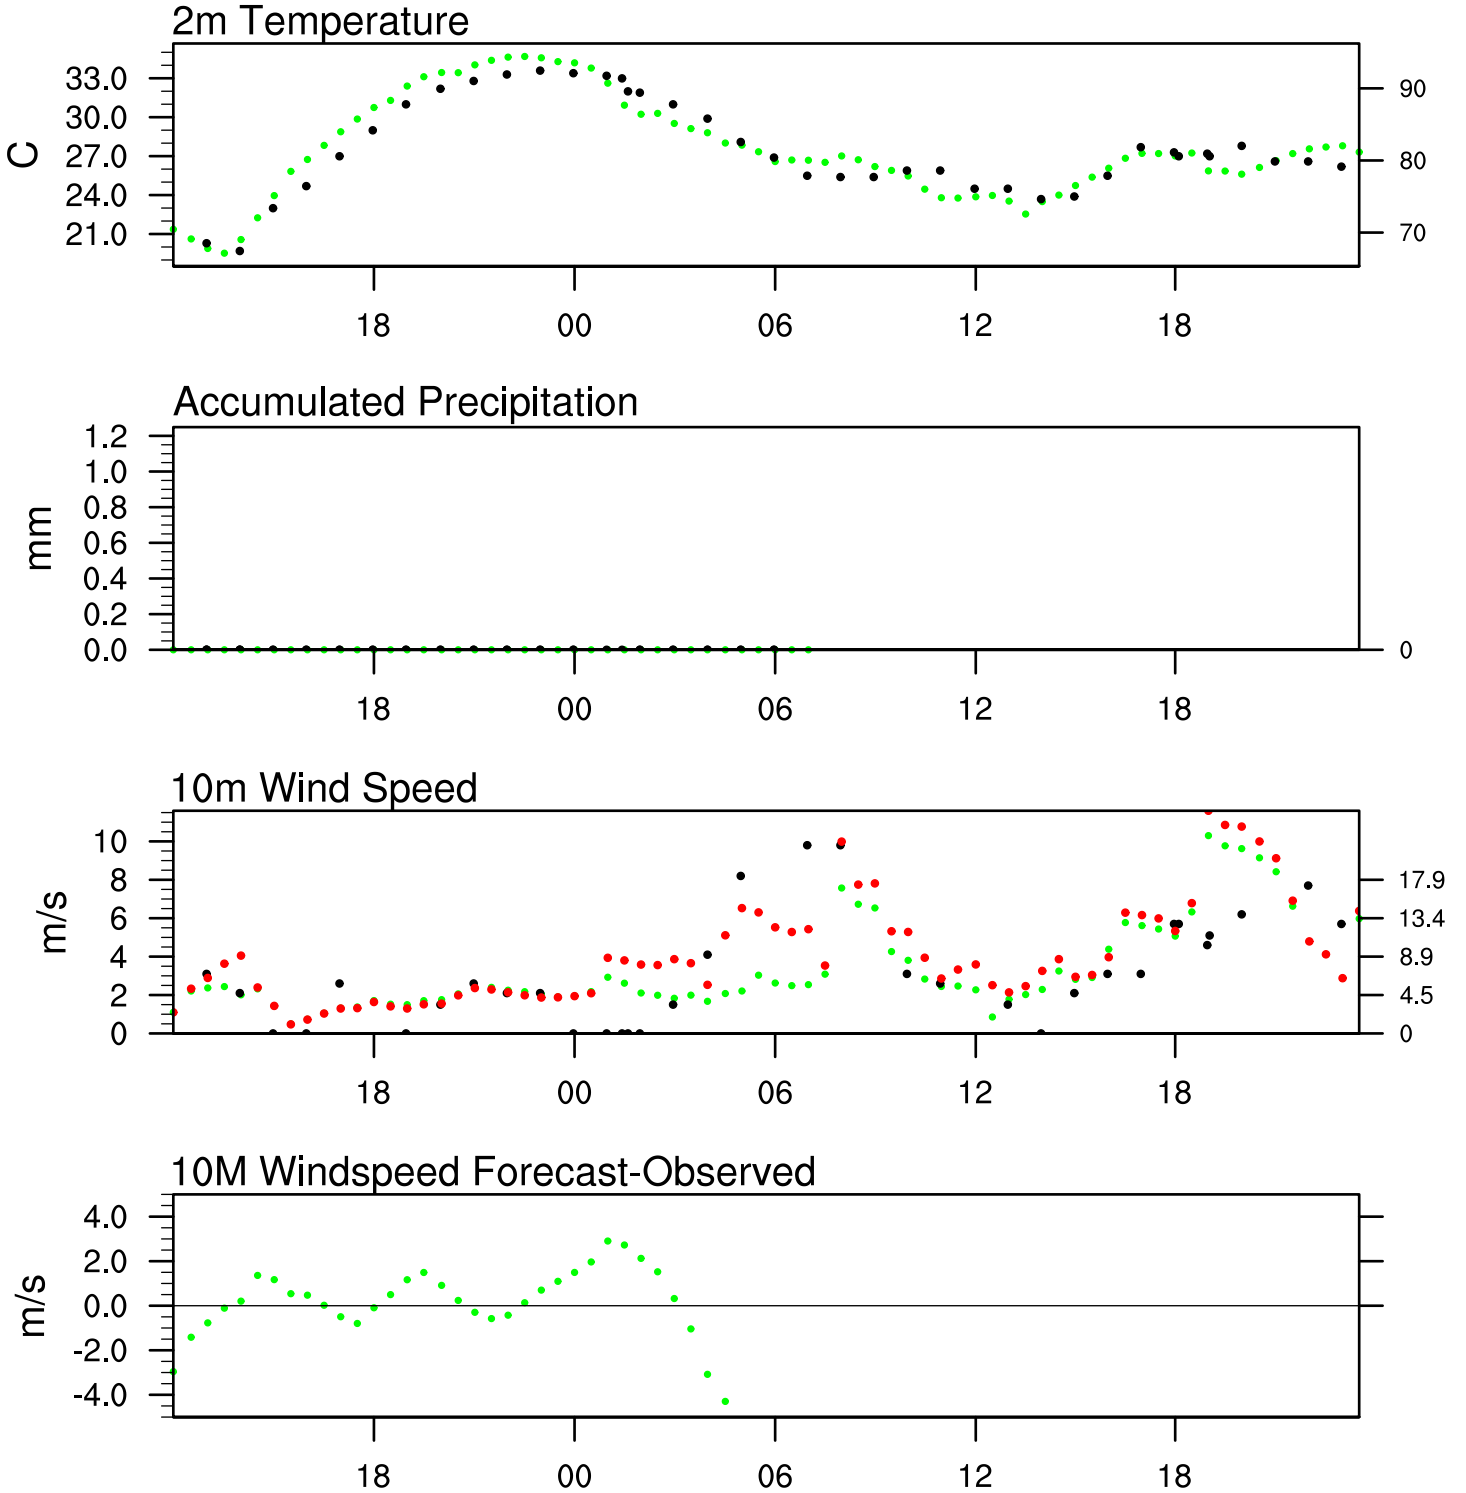 2m Temperature
33.0
30.0
27.0
24.0
21.0
C
90
80
70
18 00 06 12 18
Accumulated Precipitation
1.2
1.0
0.8
0.6
0.4
0.2
0.0
mm
0
18 00 06 12 18
10m Wind Speed
10
8
6
4
2
0
m/s
17.9
13.4
8.9
4.5
0
18 00 06 12 18
10M Windspeed Forecast-Observed
4.0
2.0
0.0
-2.0
-4.0
m/s
18 00 06 12 18